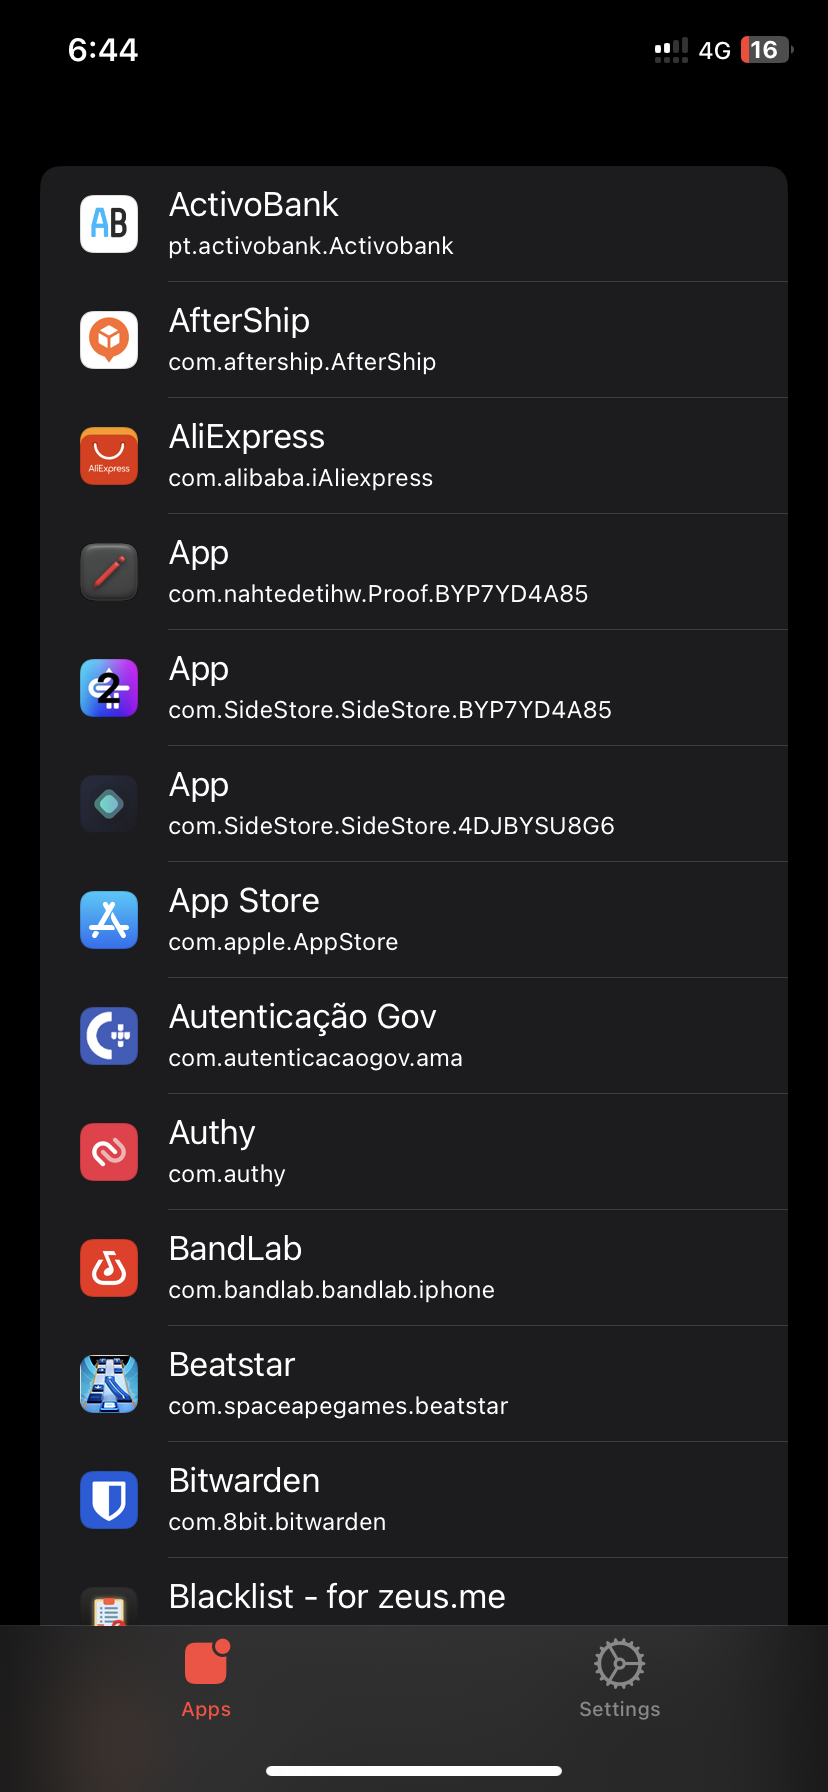 6:44
4G 16
AB
ActivoBank
pt.activobank.Activobank
AfterShip
com.aftership.AfterShip
AliExpress
AliExpress
com.alibaba.iAliexpress
App
com.nahtedetihw.Proof.BYP7YD4A85
2
App
com.SideStore.SideStore.BYP7YD4A85
App
com.SideStore.SideStore.4DJBYSU8G6
App Store
com.apple.AppStore
Autenticação Gov
com.autenticacaogov.ama
Authy
com.authy
BandLab
com.bandlab.bandlab.iphone
Beatstar
com.spaceapegames.beatstar
Bitwarden
com.8bit.bitwarden
Blacklist - for zeus.me
Apps
Settings